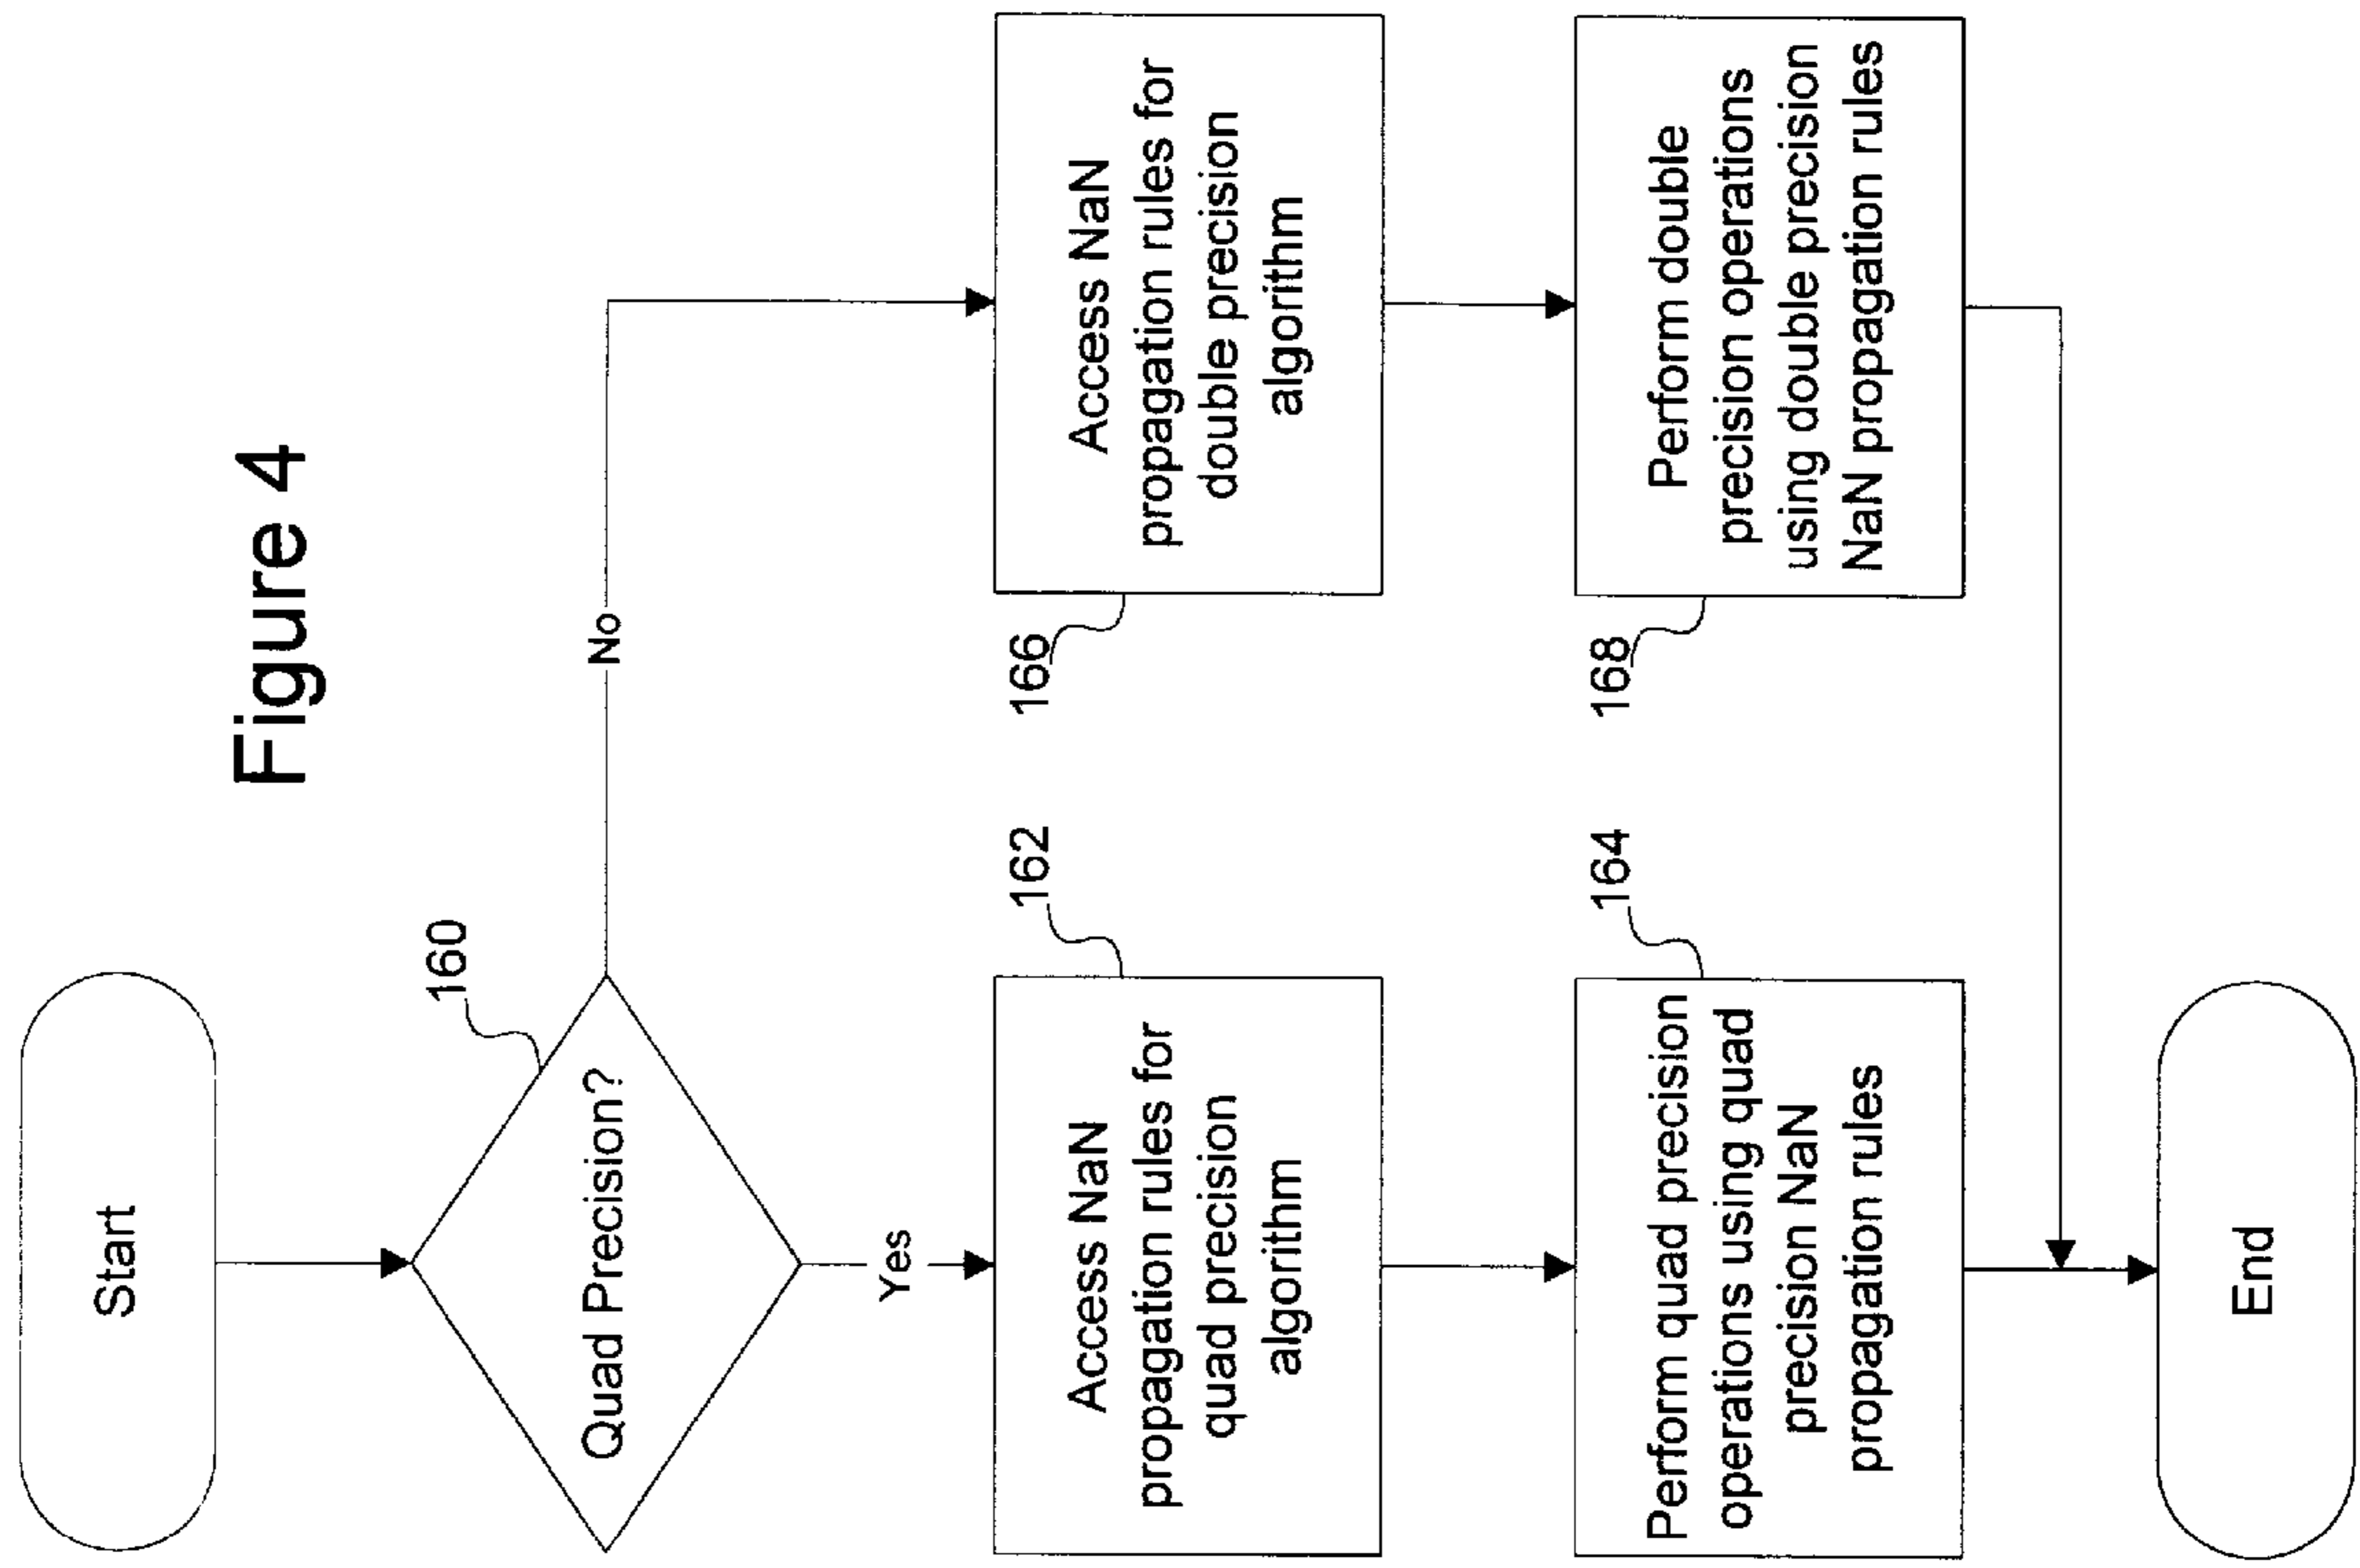 Figure 4
Start
160
Quad Precision?
No
Yes
162
Access NaN
propagation rules for
quad precision
algorithm
166
Access NaN
propagation rules for
double precision
algorithm
164
Perform quad precision
operations using quad
precision NaN
propagation rules
168
Perform double
precision operations
using double precision
NaN propagation rules
End